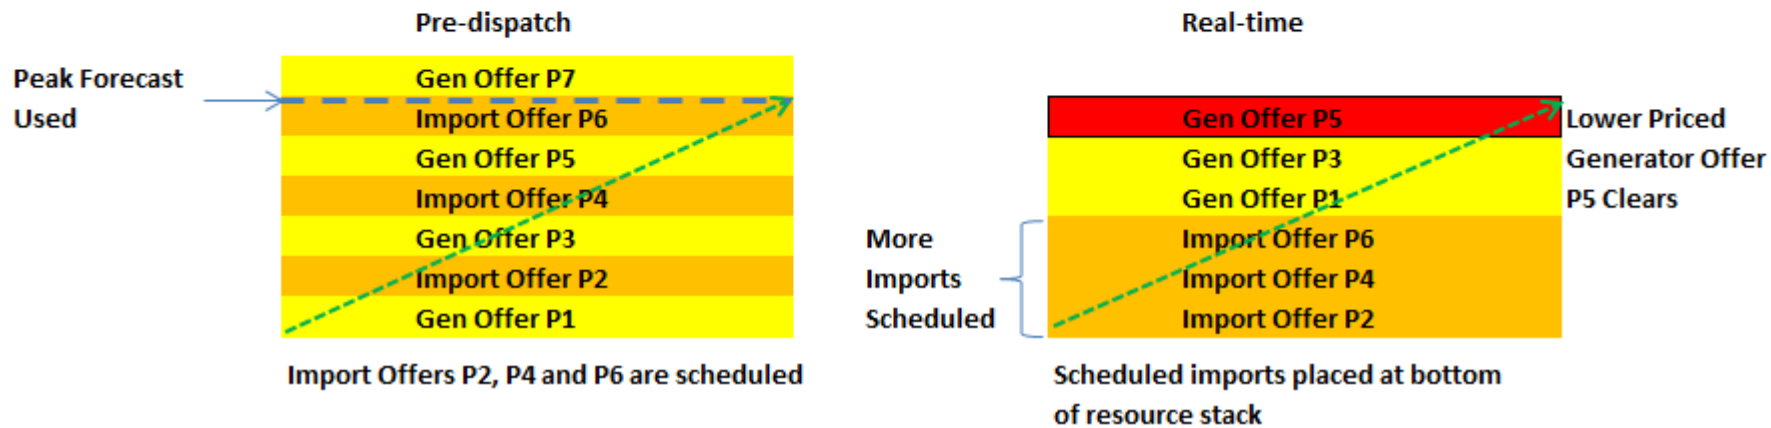 Pre-dispatch
Peak Forecast
Used
Gen Offer P7
Import Offer P6
Gen Offer P5
Import Offer P4
Gen Offer P3
Import Offer P2
Gen Offer P1
Import Offers P2, P4 and P6 are scheduled
Real-time
Gen Offer P5
Gen Offer P3
Gen Offer P1
Import Offer P6
Import Offer P4
Import Offer P2
More
Imports
Scheduled
Lower Priced
Generator Offer
P5 Clears
Scheduled imports placed at bottom
of resource stack